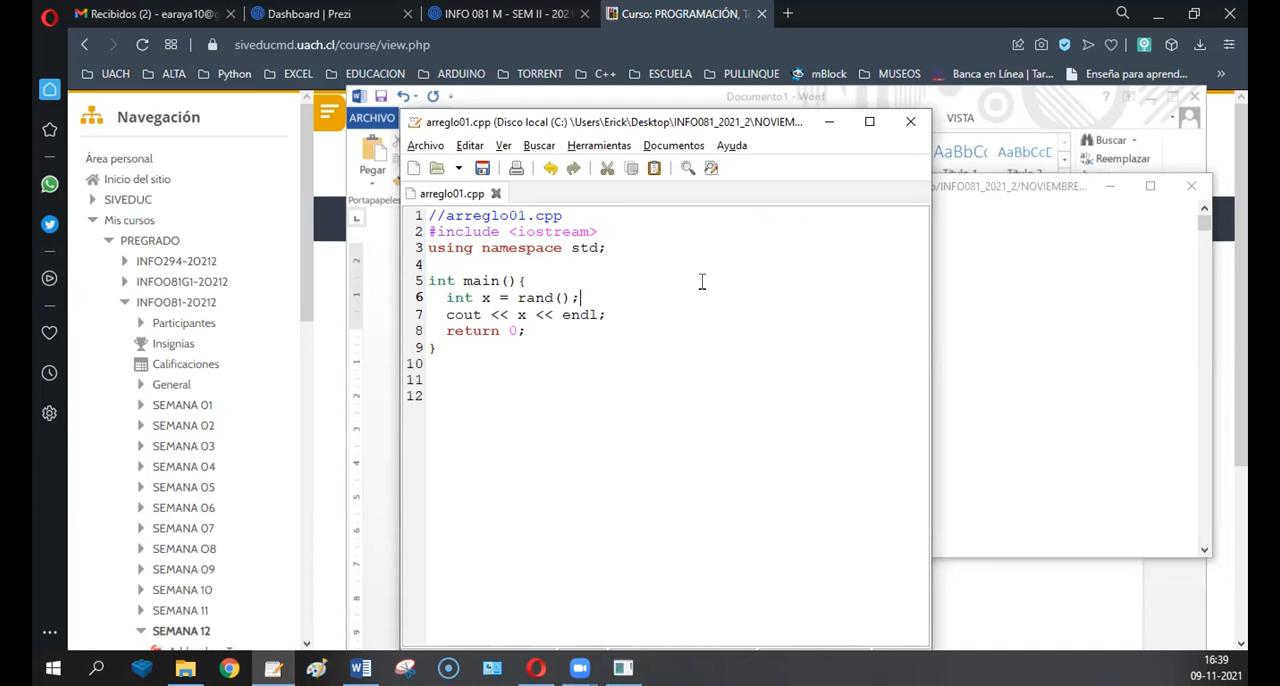 Recibidos (2) - earaya10@
Dashboard | Prezi
INFO 081 M - SEM II - 202
Curso: PROGRAMACIÓN, T
siveducmd.uach.cl/course/view.php
UACH
ALTA
Python
EXCEL
EDUCACION
ARDUINO
TORRENT
C++
ESCUELA
PULLINQUE
mBlock
MUSEOS
Banca en Línea | Tar...
Enseña para aprend...
Navegación
Área personal
Inicio del sitio
SIVEDUC
Mis cursos
PREGRADO
INFO294-20212
INFO081G1-20212
INFO081-20212
Participantes
Insignias
Calificaciones
General
SEMANA 01
SEMANA 02
SEMANA 03
SEMANA 04
SEMANA 05
SEMANA 06
SEMANA 07
SEMANA 08
SEMANA 09
SEMANA 10
SEMANA 11
SEMANA 12
Documento1 - Word
ARCHIVO
VISTA
Pegar
Portapapeles
AaBbCc
AaBbCcD
Buscar
Reemplazar
arreglo01.cpp (Disco local (C:) \Users\Erick\Desktop\INFO081_2021_2\NOVIEM...
Archivo Editar Ver Buscar Herramientas Documentos Ayuda
arreglo01.cpp
1 //arreglo01.cpp
2 #include <iostream>
3 using namespace std;
4
5 int main(){
6 int x = rand();
7 cout << x << endl;
8 return 0;
9 }
10
11
12
/INFO081_2021_2/NOVIEMBRE...
16:39
09-11-2021